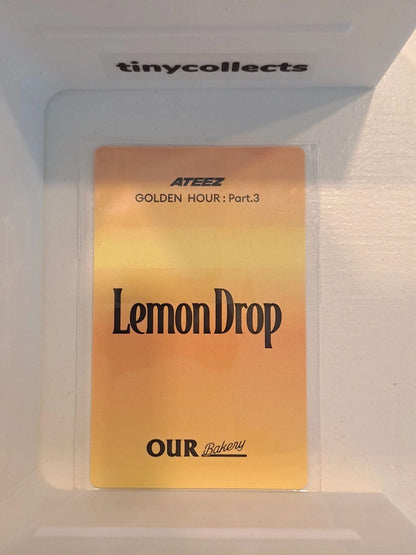 tinycollects
ATEEZ
GOLDEN HOUR : Part.3
Lemon Drop
OUR Bakery